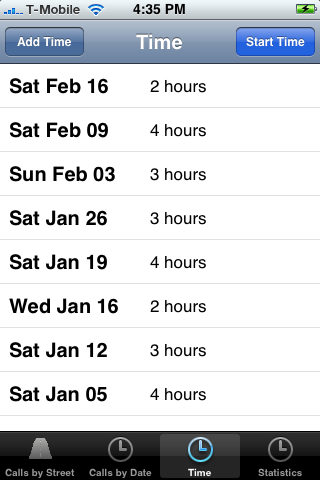 T-Mobile 4:35 PM
Add Time Time Start Time
Sat Feb 16 2 hours
Sat Feb 09 4 hours
Sun Feb 03 3 hours
Sat Jan 26 3 hours
Sat Jan 19 4 hours
Wed Jan 16 2 hours
Sat Jan 12 3 hours
Sat Jan 05 4 hours
Calls by Street Calls by Date Time Statistics